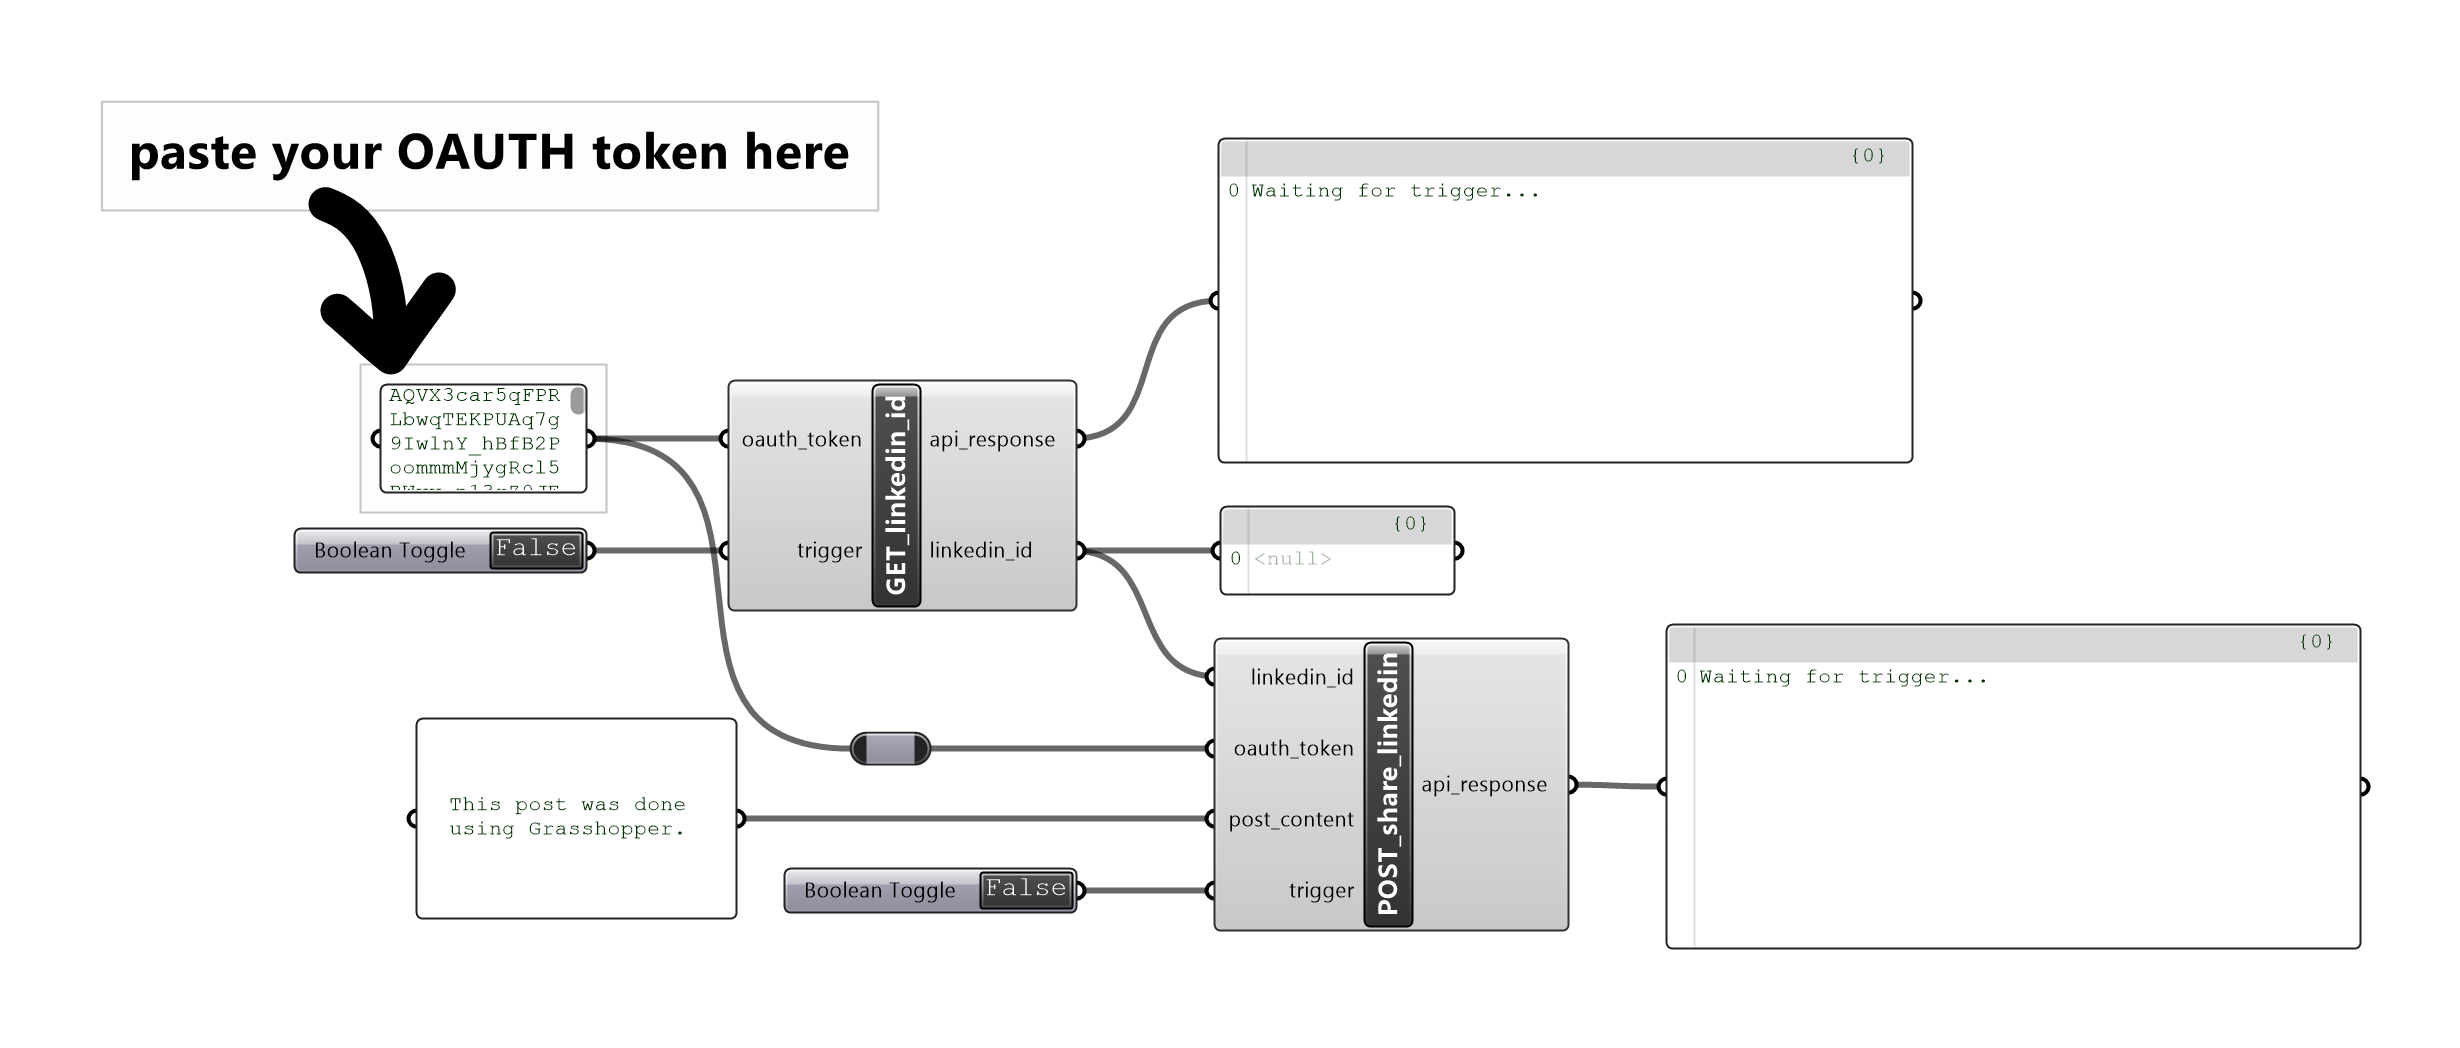 paste your OAUTH token here
{0}
0 Waiting for trigger...
AQVX3car5qFPR
LbwqTEKPUAq7g
9IwlnY_hBfB2P
oommmMjygRcl5
oauth_token
trigger
GET_linkedin_id
api_response
linkedin_id
Boolean Toggle False
{0}
0 <null>
linkedin_id
oauth_token
post_content
trigger
POST_share_linkedin
api_response
{0}
0 Waiting for trigger...
This post was done
using Grasshopper.
Boolean Toggle False